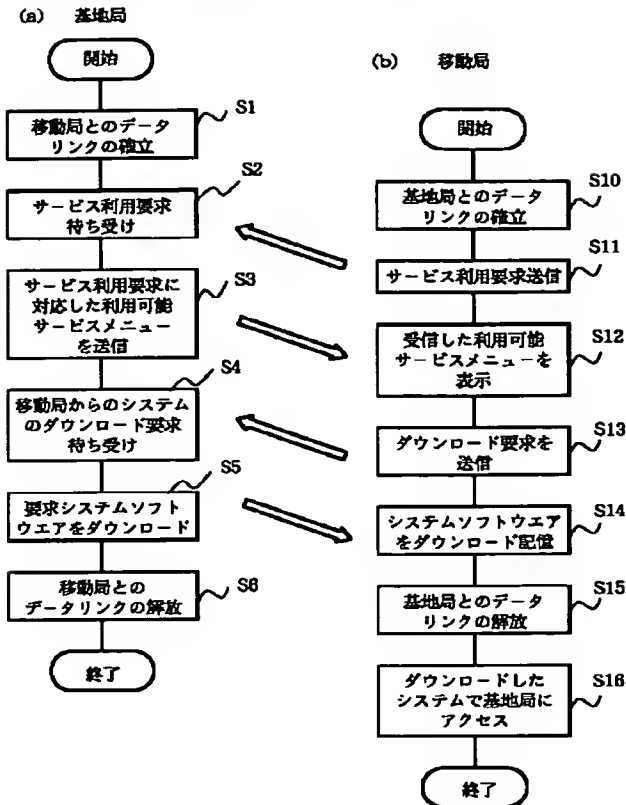 (a) 基地局
開始
S1
移動局とのデータ
リンクの確立
S2
サービス利用要求
待ち受け
S3
サービス利用要求に
対応した利用可能
サービスメニュー
を送信
S4
移動局からのシステム
のダウンロード要求
待ち受け
S5
要求システムソフト
ウエアをダウンロード
S6
移動局との
データリンクの解放
終了
(b) 移動局
開始
S10
基地局とのデータ
リンクの確立
S11
サービス利用要求送信
S12
受信した利用可能
サービスメニューを
表示
S13
ダウンロード要求を
送信
S14
システムソフトウエア
をダウンロード記憶
S15
基地局とのデータ
リンクの解放
S16
ダウンロードした
システムで基地局に
アクセス
終了